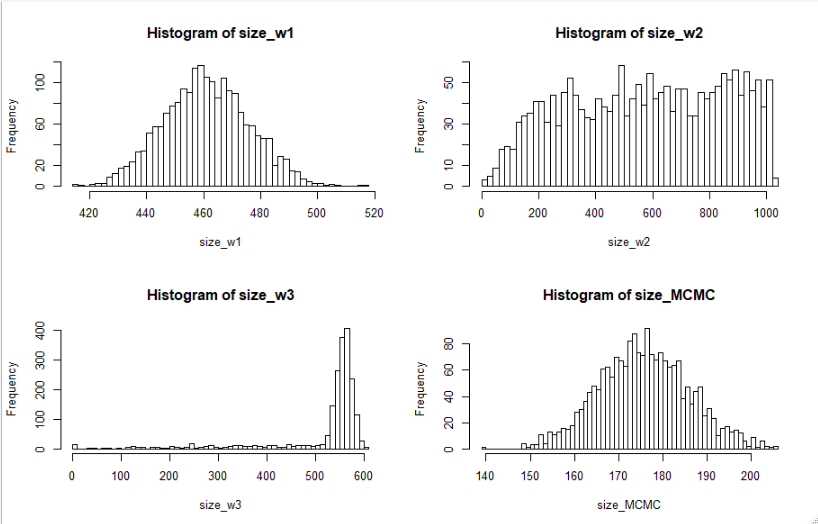 Histogram of size_w1
Frequency
0 20 60 100
420 440 460 480 500 520
size_w1
Histogram of size_w2
Frequency
0 10 30 50
0 200 400 600 800 1000
size_w2
Histogram of size_w3
Frequency
0 100 200 300 400
0 100 200 300 400 500 600
size_w3
Histogram of size_MCMC
Frequency
0 20 40 60 80
140 150 160 170 180 190 200
size_MCMC